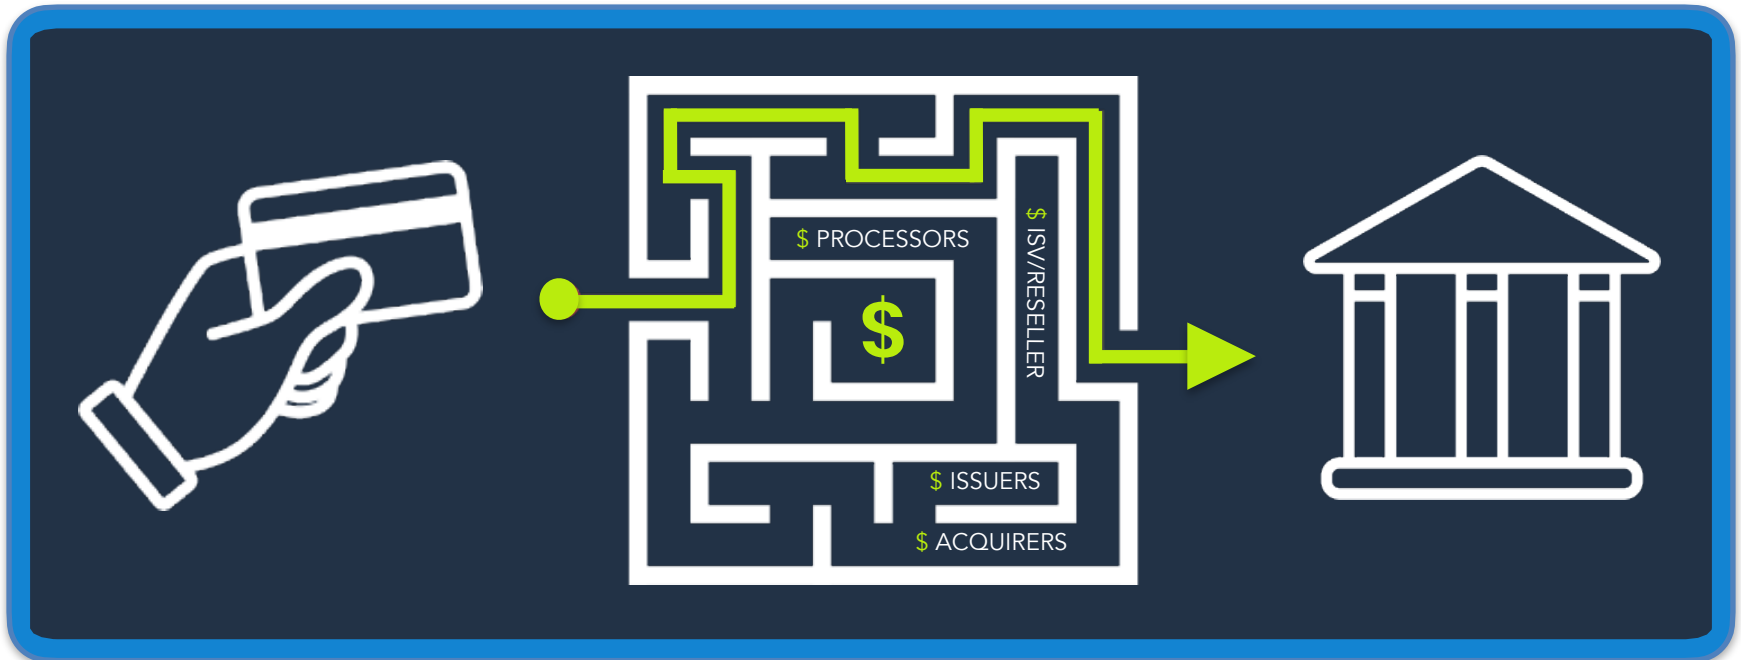 $ PROCESSORS
$ ISV/RESELLER
$
$ ISSUERS
$ ACQUIRERS